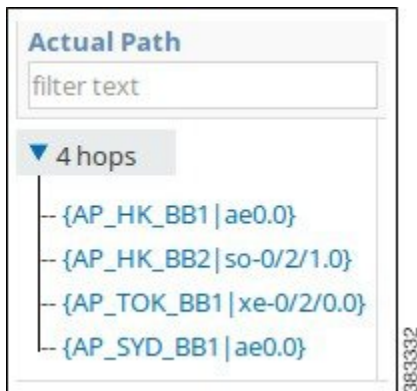 Actual Path
filter text
4 hops
{AP_HK_BB1|ae0.0}
{AP_HK_BB2|so-0/2/1.0}
{AP_TOK_BB1|xe-0/2/0.0}
{AP_SYD_BB1|ae0.0}
383332